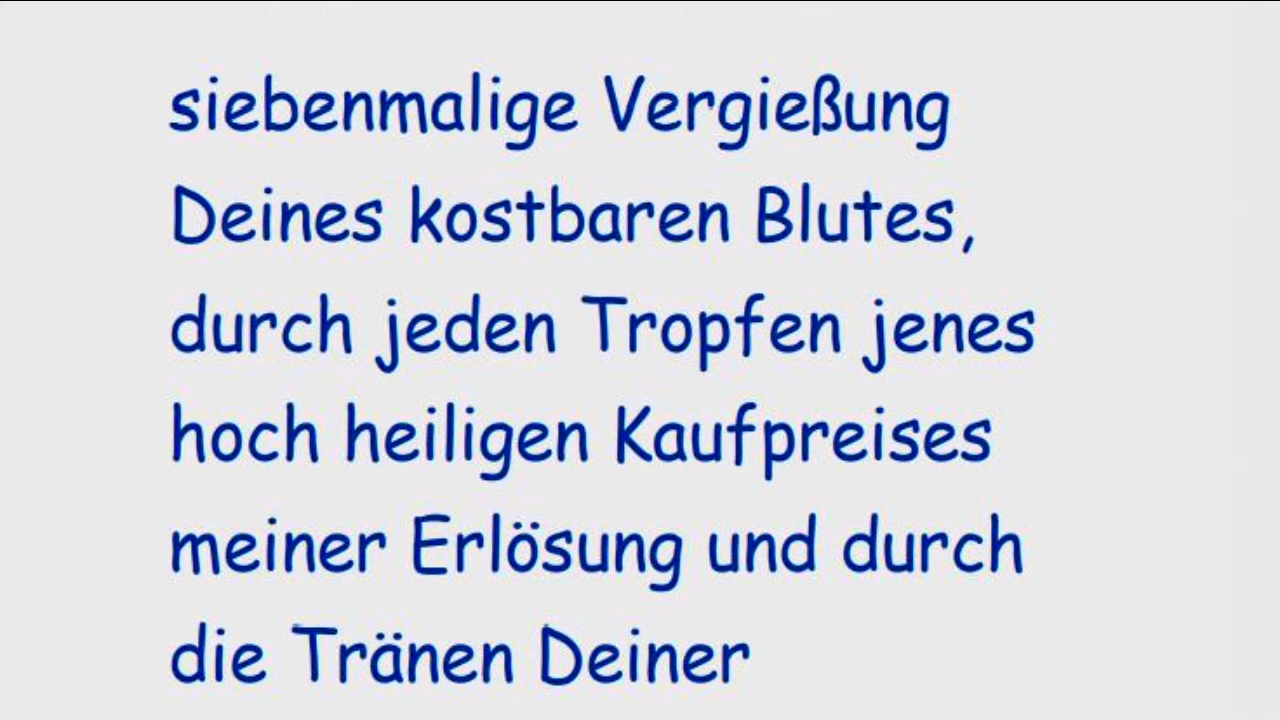 siebenmalige Vergießung
Deines kostbaren Blutes,
durch jeden Tropfen jenes
hoch heiligen Kaufpreises
meiner Erlösung und durch
die Tränen Deiner